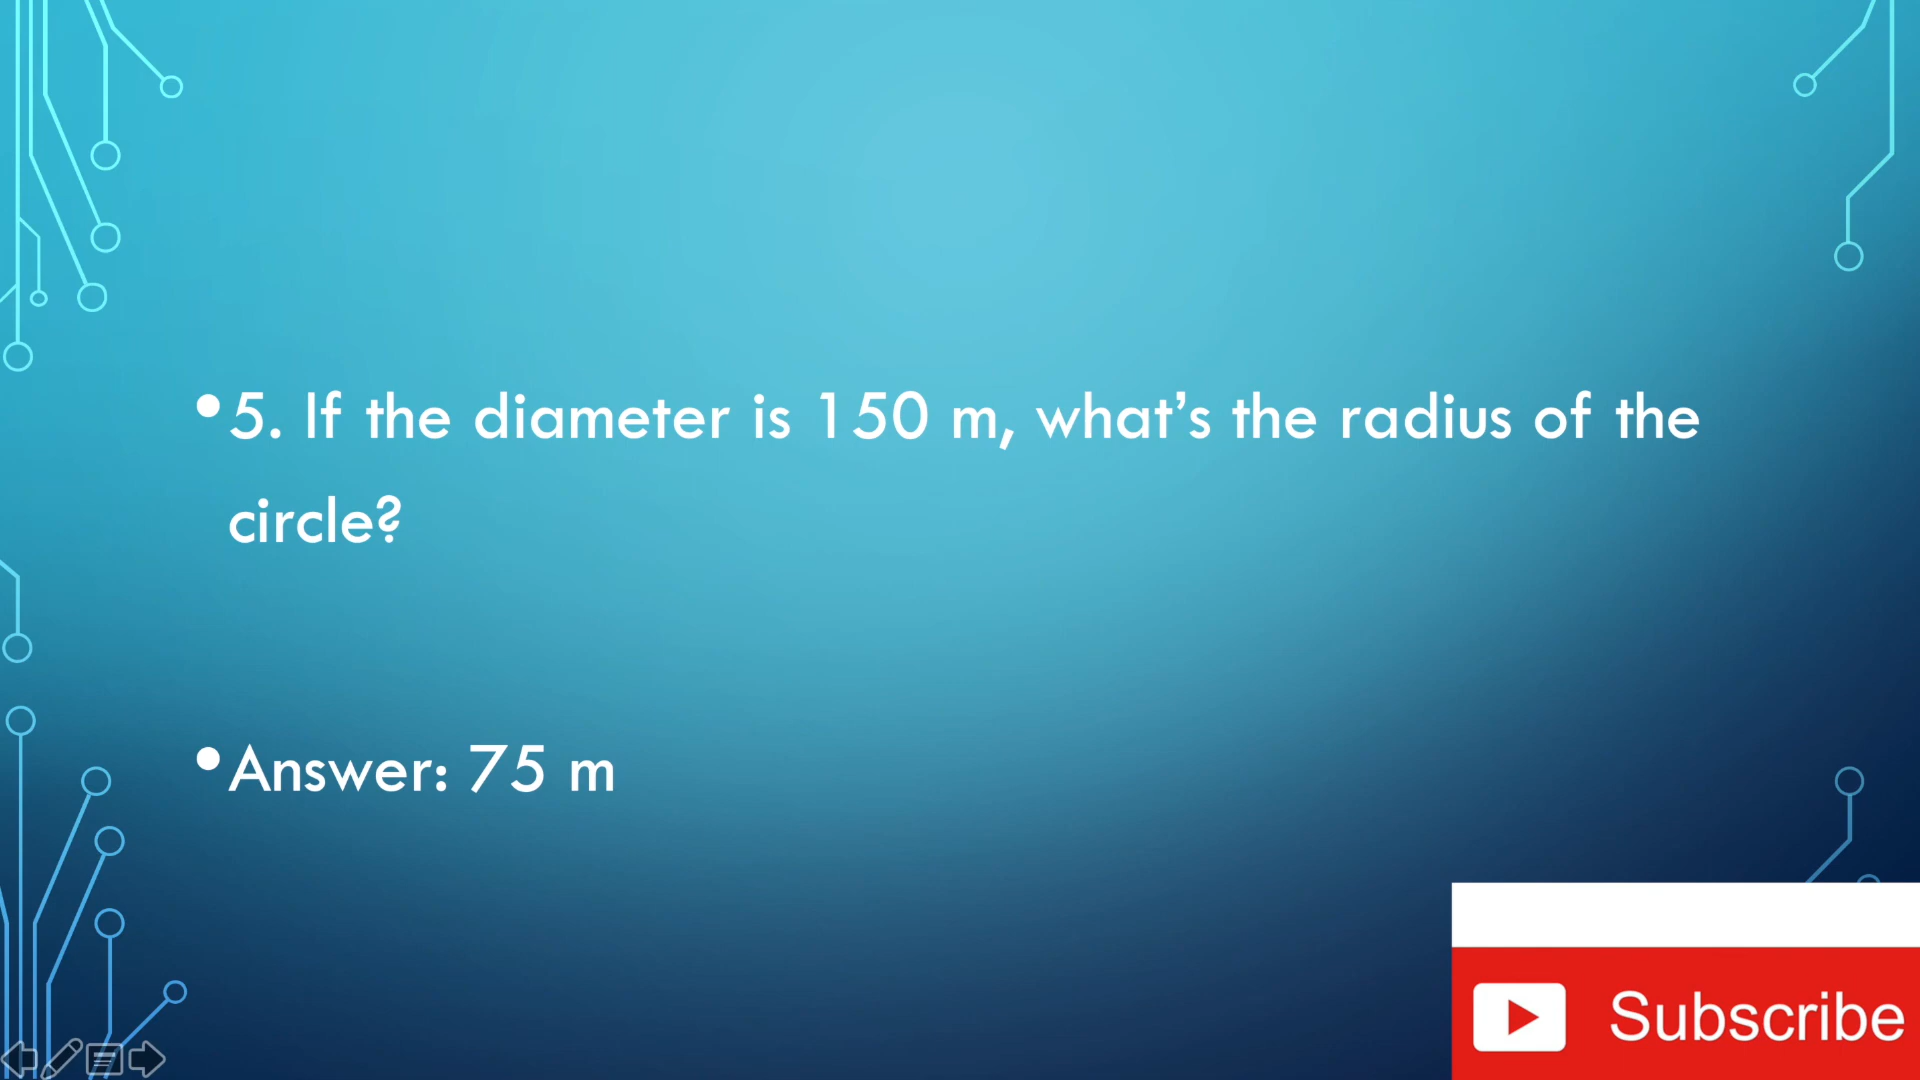 •5. If the diameter is 150 m, what’s the radius of the
circle?
•Answer: 75 m
Subscribe